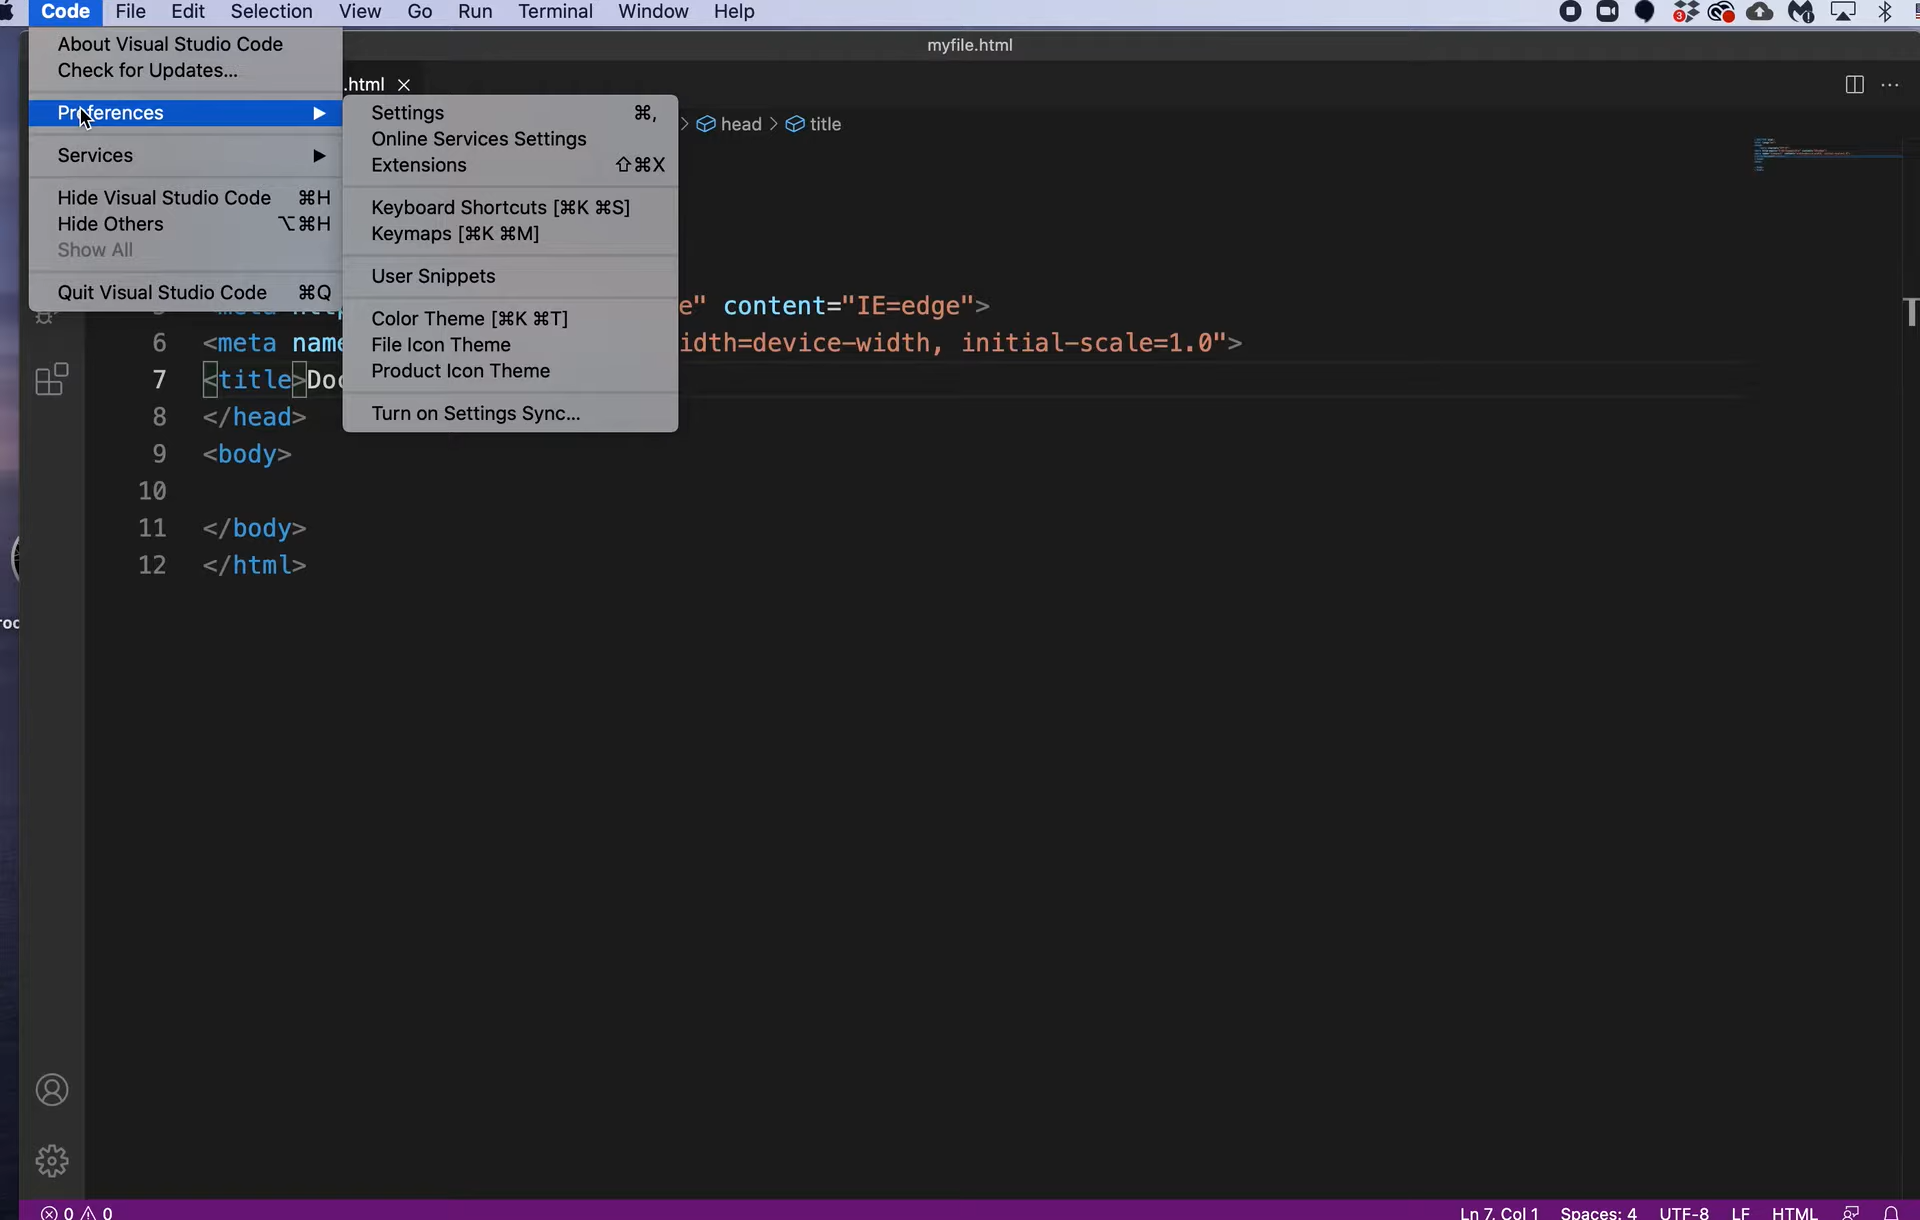 Code File Edit Selection View Go Run Terminal Window Help
3
myfile.html
About Visual Studio Code
Check for Updates...
Preferences
Services
Hide Visual Studio Code ⌘H
Hide Others ⌥⌘H
Show All
Quit Visual Studio Code ⌘Q
.html
Settings ⌘,
Online Services Settings
Extensions ⇧⌘X
Keyboard Shortcuts [⌘K ⌘S]
Keymaps [⌘K ⌘M]
User Snippets
Color Theme [⌘K ⌘T]
File Icon Theme
Product Icon Theme
Turn on Settings Sync...
> head > title
e" content="IE=edge">
6 <meta name idth=device-width, initial-scale=1.0">
7 <title>Doc
8 </head>
9 <body>
10
11 </body>
12 </html>
0 0
Ln 7, Col 1 Spaces: 4 UTF-8 LF HTML